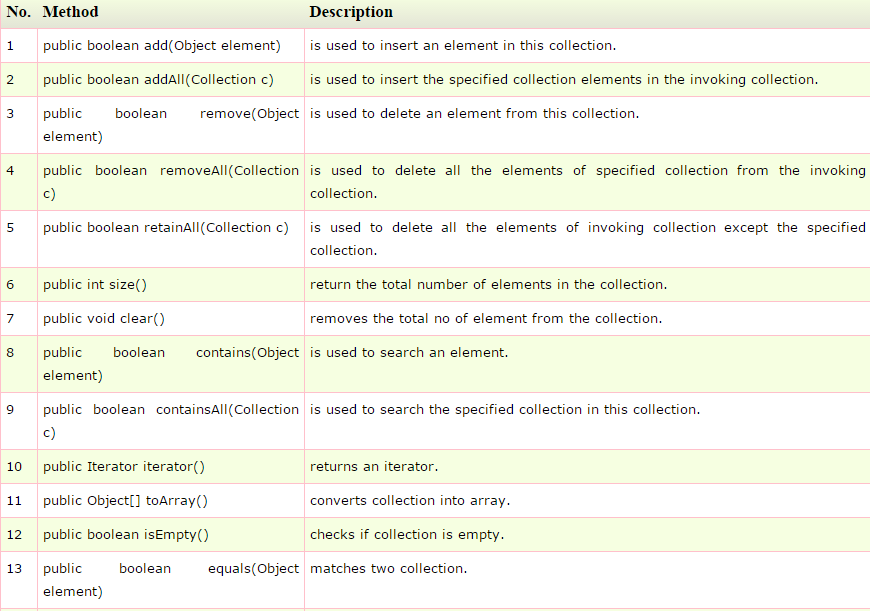 No. Method Description
1 public boolean add(Object element) is used to insert an element in this collection.
2 public boolean addAll(Collection c) is used to insert the specified collection elements in the invoking collection.
3 public boolean remove(Object is used to delete an element from this collection.
element)
4 public boolean removeAll(Collection is used to delete all the elements of specified collection from the invoking
c) collection.
5 public boolean retainAll(Collection c) is used to delete all the elements of invoking collection except the specified
collection.
6 public int size() return the total number of elements in the collection.
7 public void clear() removes the total no of element from the collection.
8 public boolean contains(Object is used to search an element.
element)
9 public boolean containsAll(Collection is used to search the specified collection in this collection.
c)
10 public Iterator iterator() returns an iterator.
11 public Object[] toArray() converts collection into array.
12 public boolean isEmpty() checks if collection is empty.
13 public boolean equals(Object matches two collection.
element)